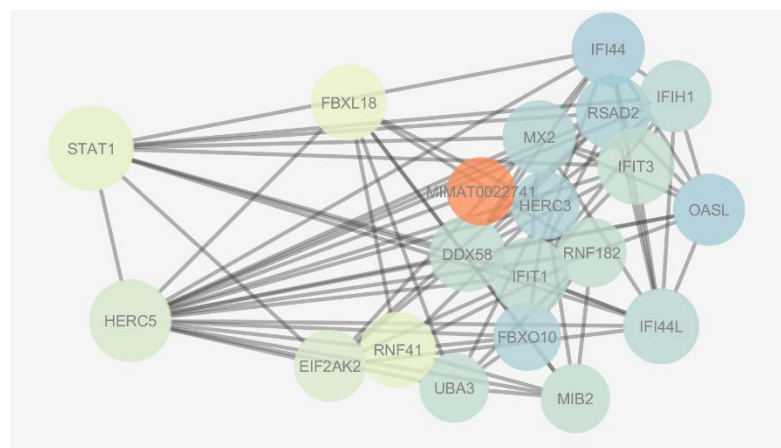 IFI44
FBXL18
IFIH1
RSAD2
MX2
STAT1
IFIT3
MIMAT0022741
HERC3
OASL
DDX58
RNF182
IFIT1
HERC5
IFI44L
FBXO10
RNF41
EIF2AK2
UBA3
MIB2